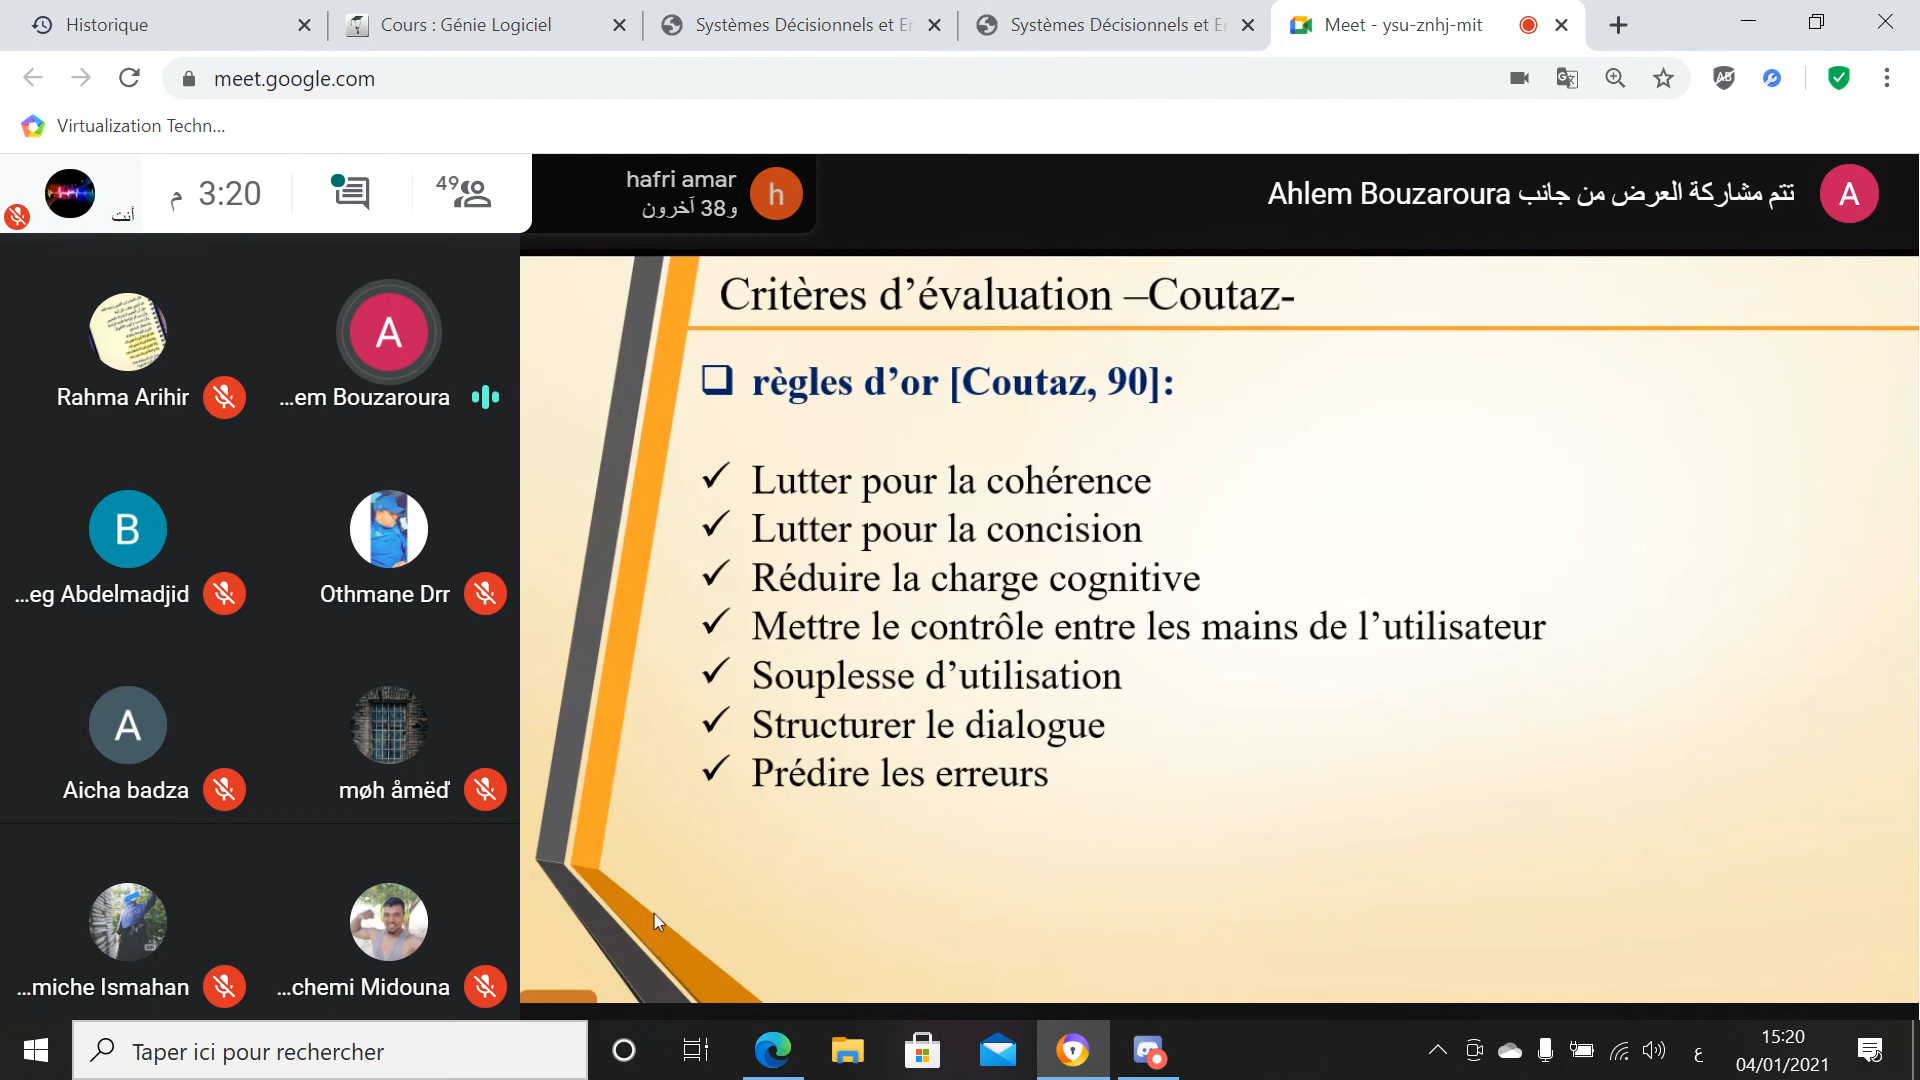 Historique
Cours : Génie Logiciel
Systèmes Décisionnels et Er
Systèmes Décisionnels et Er
Meet - ysu-znhj-mit
meet.google.com
Virtualization Techn...
أنت
3:20 م
49
hafri amar
و38 آخرون
h
تتم مشاركة العرض من جانب Ahlem Bouzaroura
A
Critères d’évaluation –Coutaz-
règles d’or [Coutaz, 90]:
Lutter pour la cohérence
Lutter pour la concision
Réduire la charge cognitive
Mettre le contrôle entre les mains de l’utilisateur
Souplesse d’utilisation
Structurer le dialogue
Prédire les erreurs
A
Rahma Arihir
...em Bouzaroura
B
...eg Abdelmadjid
Othmane Drr
A
Aicha badza
møh åmëď
...miche Ismahan
...chemi Midouna
Taper ici pour rechercher
ع
15:20
04/01/2021